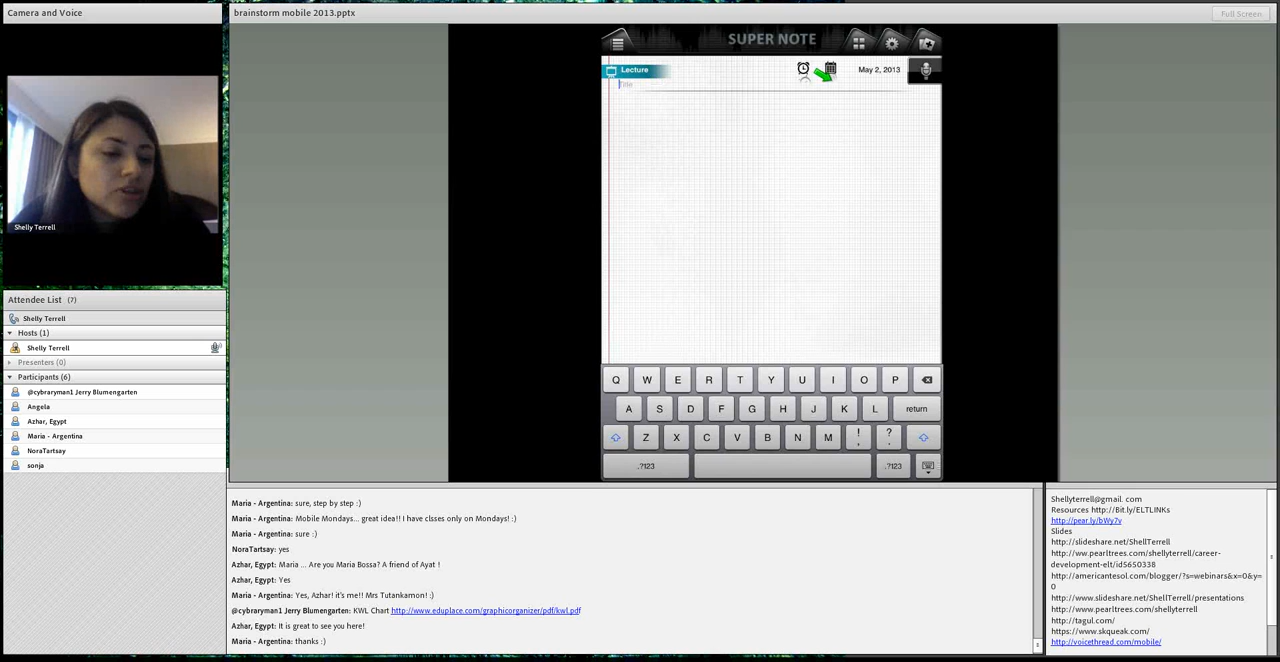 Camera and Voice
brainstorm mobile 2013.pptx
Full Screen
Shelly Terrell
SUPER NOTE
Lecture
May 2, 2013
Title
Q W E R T Y U I O P
A S D F G H J K L return
Z X C V B N M ! , ? .
.?123 .?123
Attendee List (7)
Shelly Terrell
Hosts (1)
Shelly Terrell
Presenters (0)
Participants (6)
@cybraryman1 Jerry Blumengarten
Angela
Azhar, Egypt
Maria - Argentina
NoraTartsay
sonja
Maria - Argentina: sure, step by step :)
Maria - Argentina: Mobile Mondays... great idea!! I have clsses only on Mondays! :)
Maria - Argentina: sure :)
NoraTartsay: yes
Azhar, Egypt: Maria ... Are you Maria Bossa? A friend of Ayat !
Azhar, Egypt: Yes
Maria - Argentina: Yes, Azhar! it's me!! Mrs Tutankamon! :)
@cybraryman1 Jerry Blumengarten: KWL Chart http://www.eduplace.com/graphicorganizer/pdf/kwl.pdf
Azhar, Egypt: It is great to see you here!
Maria - Argentina: thanks :)
Shellyterrell@gmail. com
Resources http://Bit.ly/ELTLINKs
http://pear.ly/bWy7v
Slides
http://slideshare.net/ShellTerrell
http://ww.pearltrees.com/shellyterrell/career-
development-elt/id5650338
http://americantesol.com/blogger/?s=webinars&x=0&y=
0
http://www.slideshare.net/ShellTerrell/presentations
http://www.pearltrees.com/shellyterrell
http://tagul.com/
https://www.skqueak.com/
http://voicethread.com/mobile/